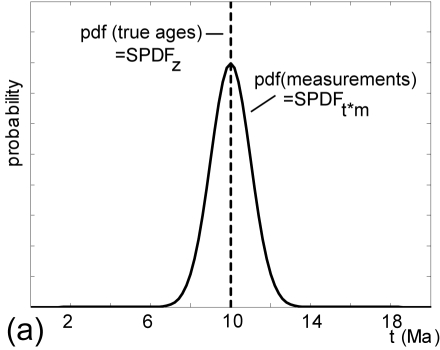 pdf (true ages)
=SPDFz
pdf(measurements)
=SPDFt*m
probability
2 6 10 14 18
t (Ma)
(a)